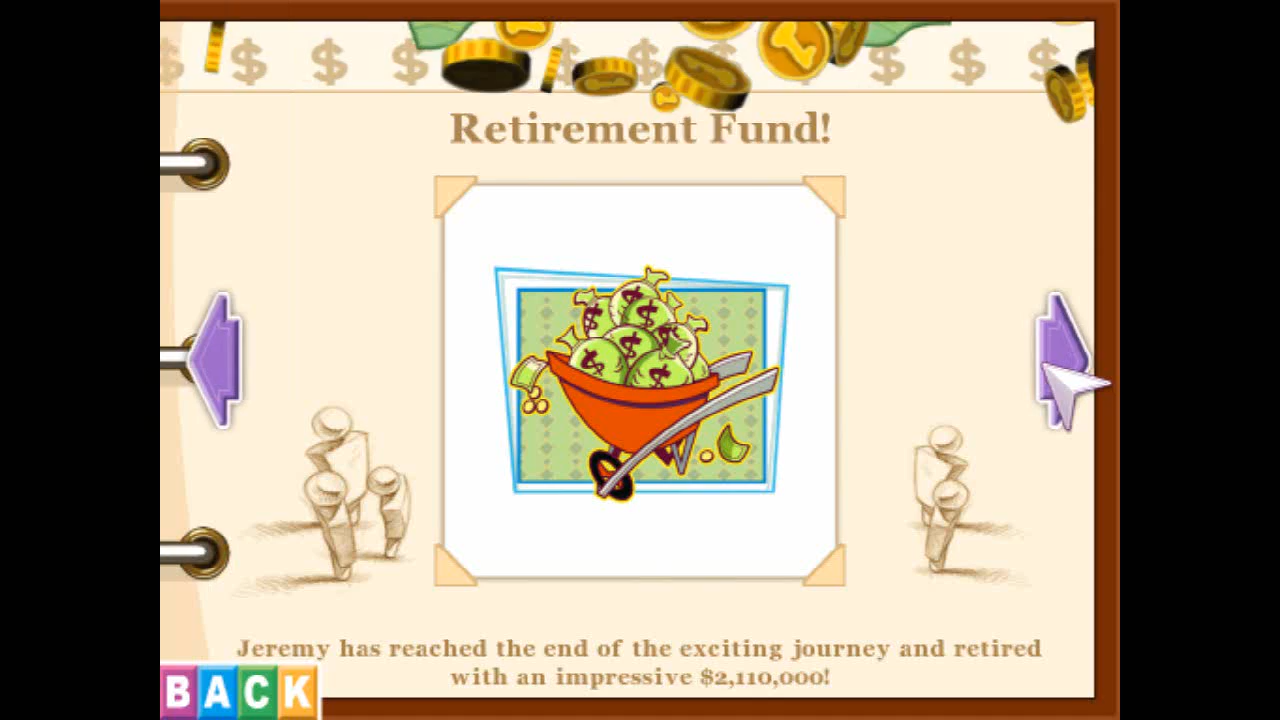 Retirement Fund!
Jeremy has reached the end of the exciting journey and retired
with an impressive $2,110,000!
BACK